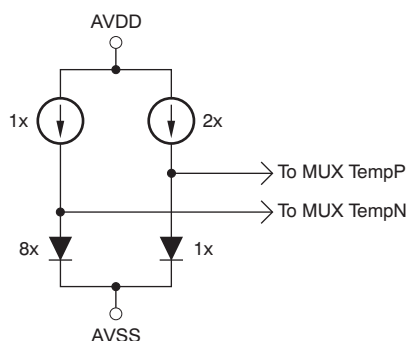 AVDD
1x
2x
To MUX TempP
To MUX TempN
8x
1x
AVSS